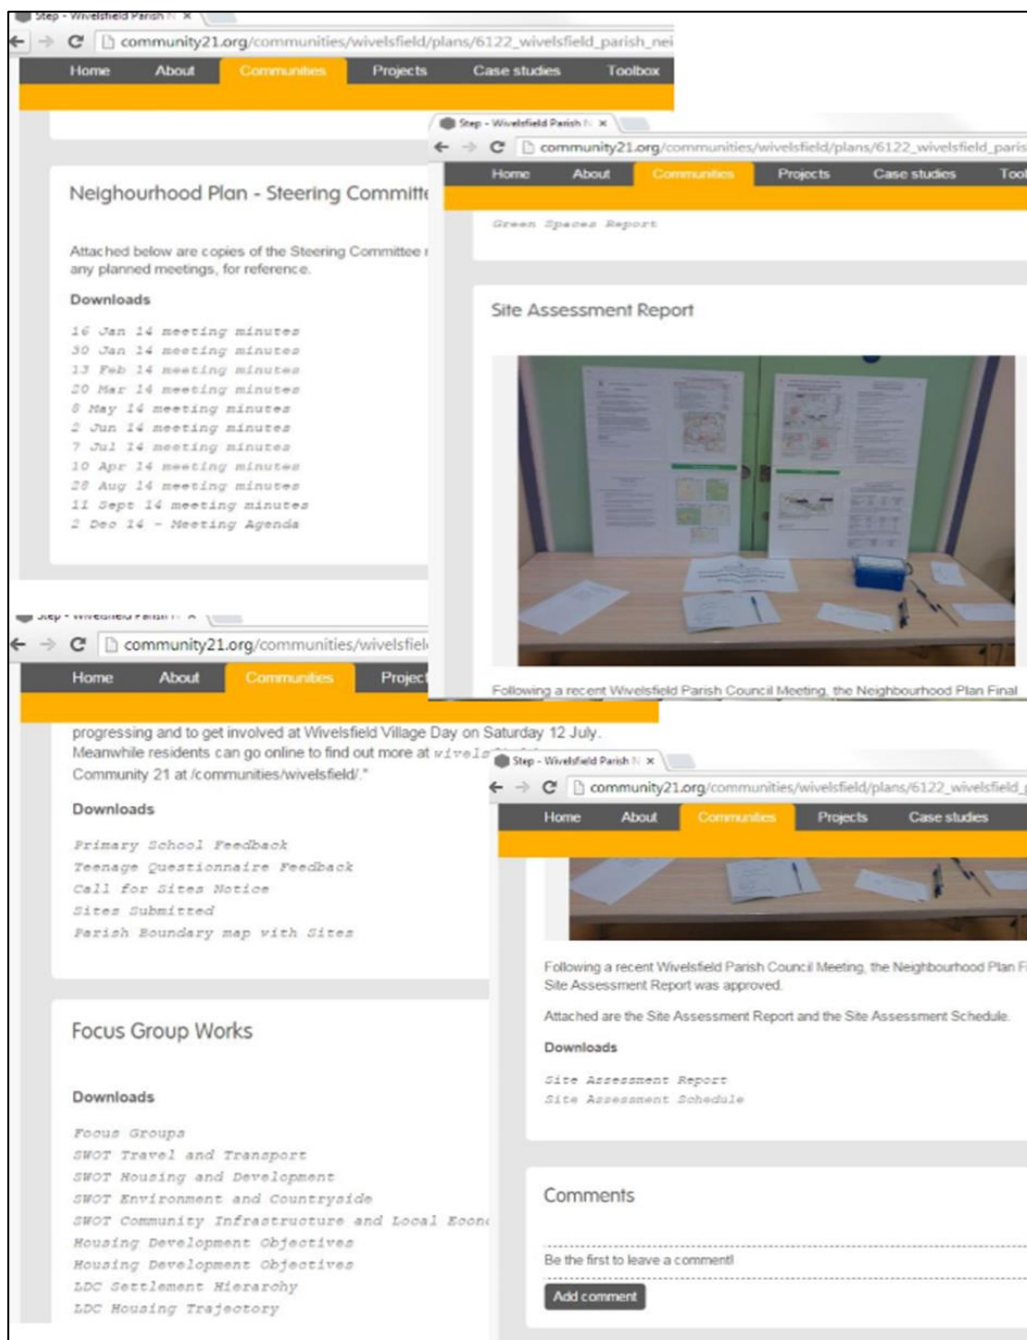 Step - Wivelsfield Parish N ×
community21.org/communities/wivelsfield/plans/6122_wivelsfield_parish_nei
Home About Communities Projects Case studies Toolbox
Neighourhood Plan - Steering Committe
Attached below are copies of the Steering Committee
any planned meetings, for reference.
Downloads
16 Jan 14 meeting minutes
30 Jan 14 meeting minutes
13 Feb 14 meeting minutes
20 Mar 14 meeting minutes
8 May 14 meeting minutes
2 Jun 14 meeting minutes
7 Jul 14 meeting minutes
10 Apr 14 meeting minutes
28 Aug 14 meeting minutes
11 Sept 14 meeting minutes
2 Dec 14 - Meeting Agenda
Step - Wivelsfield Parish N ×
community21.org/communities/wivelsfield/plans/6122_wivelsfield_paris
Home About Communities Projects Case studies Tool
Green Spaces Report
Site Assessment Report
Following a recent Wivelsfield Parish Council Meeting, the Neighbourhood Plan Final
Step - Wivelsfield Parish N ×
community21.org/communities/wivelsfiel
Home About Communities Projec
progressing and to get involved at Wivelsfield Village Day on Saturday 12 July.
Meanwhile residents can go online to find out more at
Community 21 at /communities/wivelsfield/."
Downloads
Primary School Feedback
Teenage Questionnaire Feedback
Call for Sites Notice
Sites Submitted
Parish Boundary map with Sites
Focus Group Works
Downloads
Focus Groups
SWOT Travel and Transport
SWOT Housing and Development
SWOT Environment and Countryside
SWOT Community Infrastructure and Local Econo
Housing Development Objectives
Housing Development Objectives
LDC Settlement Hierarchy
LDC Housing Trajectory
Step - Wivelsfield Parish N ×
community21.org/communities/wivelsfield/plans/6122_wivelsfield_p
Home About Communities Projects Case studies
Following a recent Wivelsfield Parish Council Meeting, the Neighbourhood Plan Fi
Site Assessment Report was approved.
Attached are the Site Assessment Report and the Site Assessment Schedule.
Downloads
Site Assessment Report
Site Assessment Schedule
Comments
Be the first to leave a comment!
Add comment